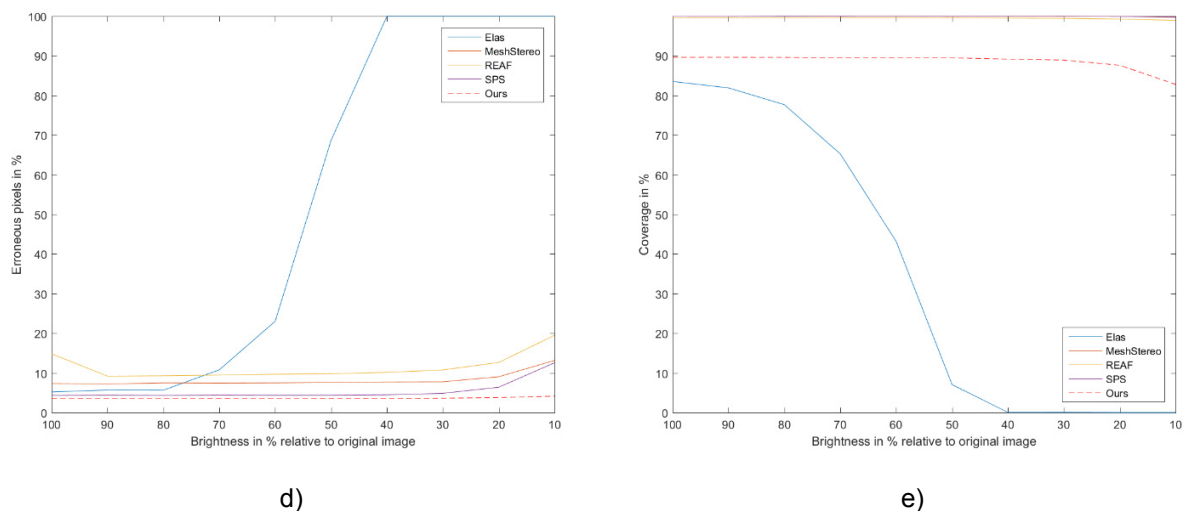 100
90
80
70
60
50
40
30
20
10
0
Erroneous pixels in %
Elas
MeshStereo
REAF
SPS
Ours
100 90 80 70 60 50 40 30 20 10
Brightness in % relative to original image
d)
100
90
80
70
60
50
40
30
20
10
0
Coverage in %
Elas
MeshStereo
REAF
SPS
Ours
100 90 80 70 60 50 40 30 20 10
Brightness in % relative to original image
e)